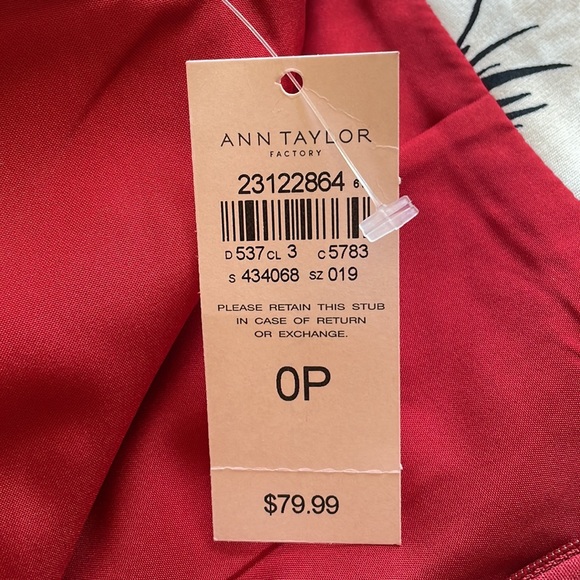 ANN TAYLOR
FACTORY
23122864 6
D 537 CL 3 C 5783
S 434068 SZ 019
PLEASE RETAIN THIS STUB
IN CASE OF RETURN
OR EXCHANGE.
0P
$79.99